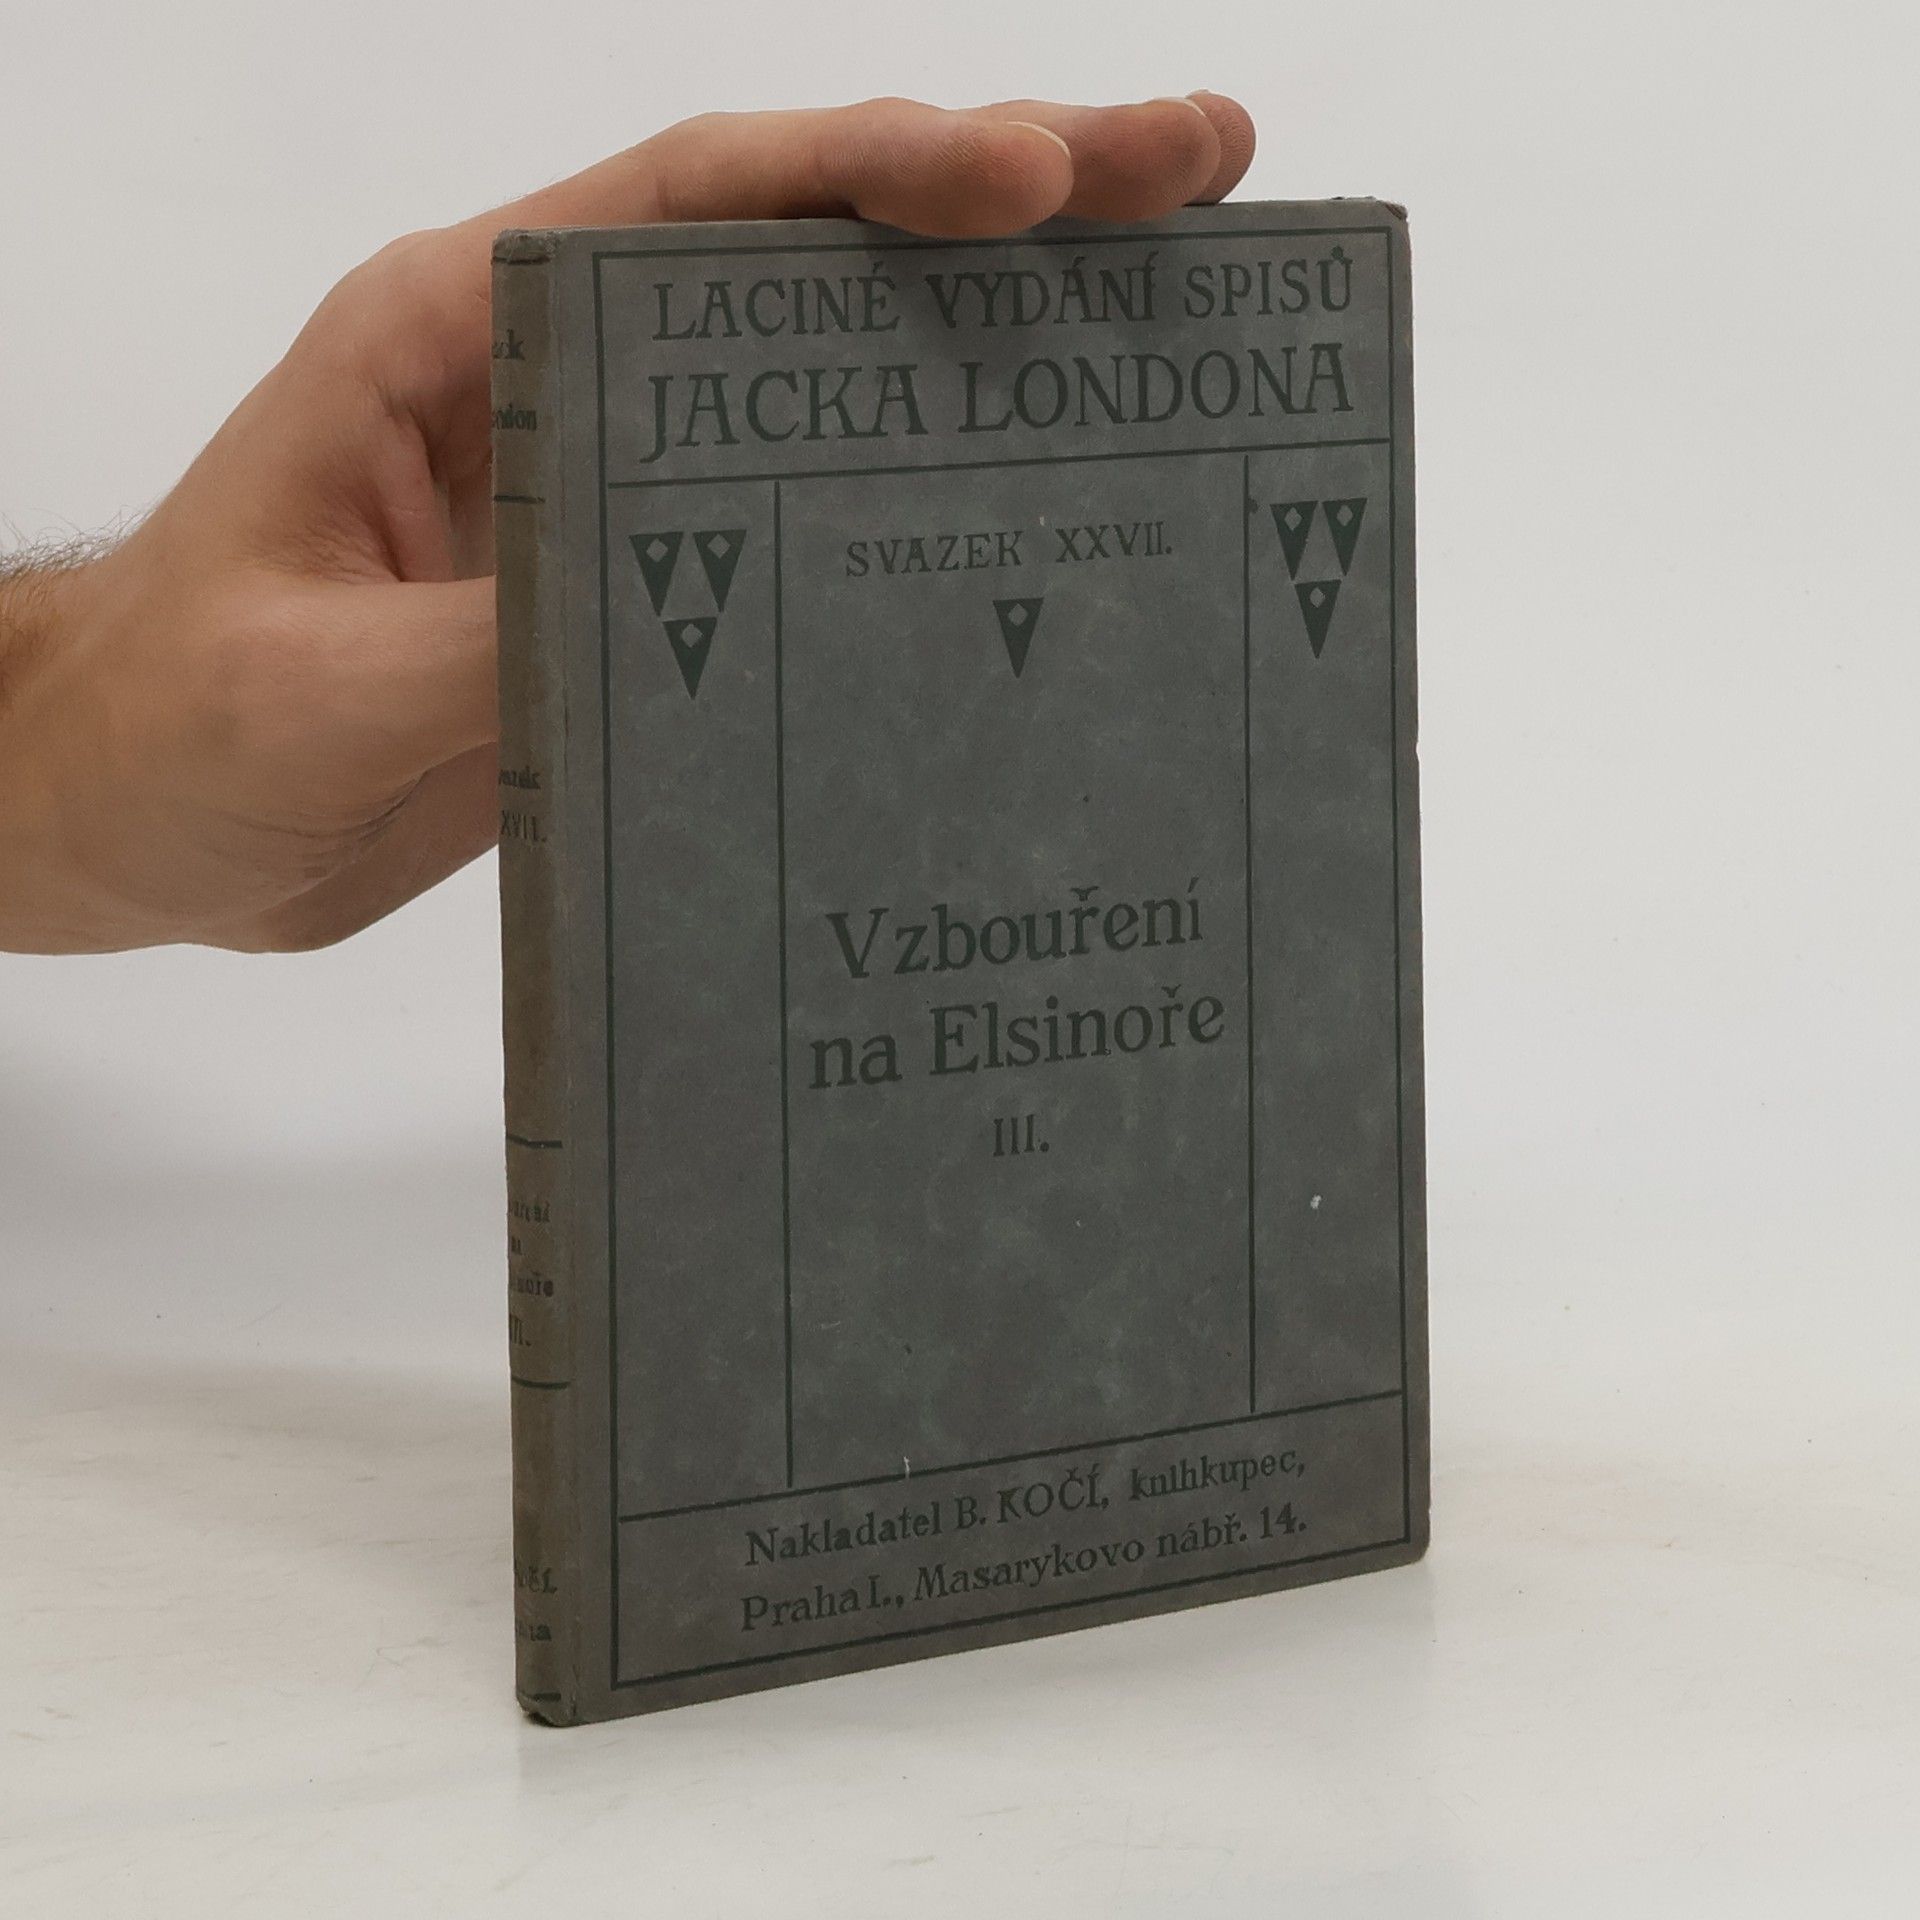 LACINÉ VYDÁNÍ SPISŮ
JACKA LONDONA
SVAZEK XXVII.
Vzbouření
na Elsinoře
III.
Nakladatel B. KOČÍ, knihkupec,
Praha I., Masarykovo nábř. 14.